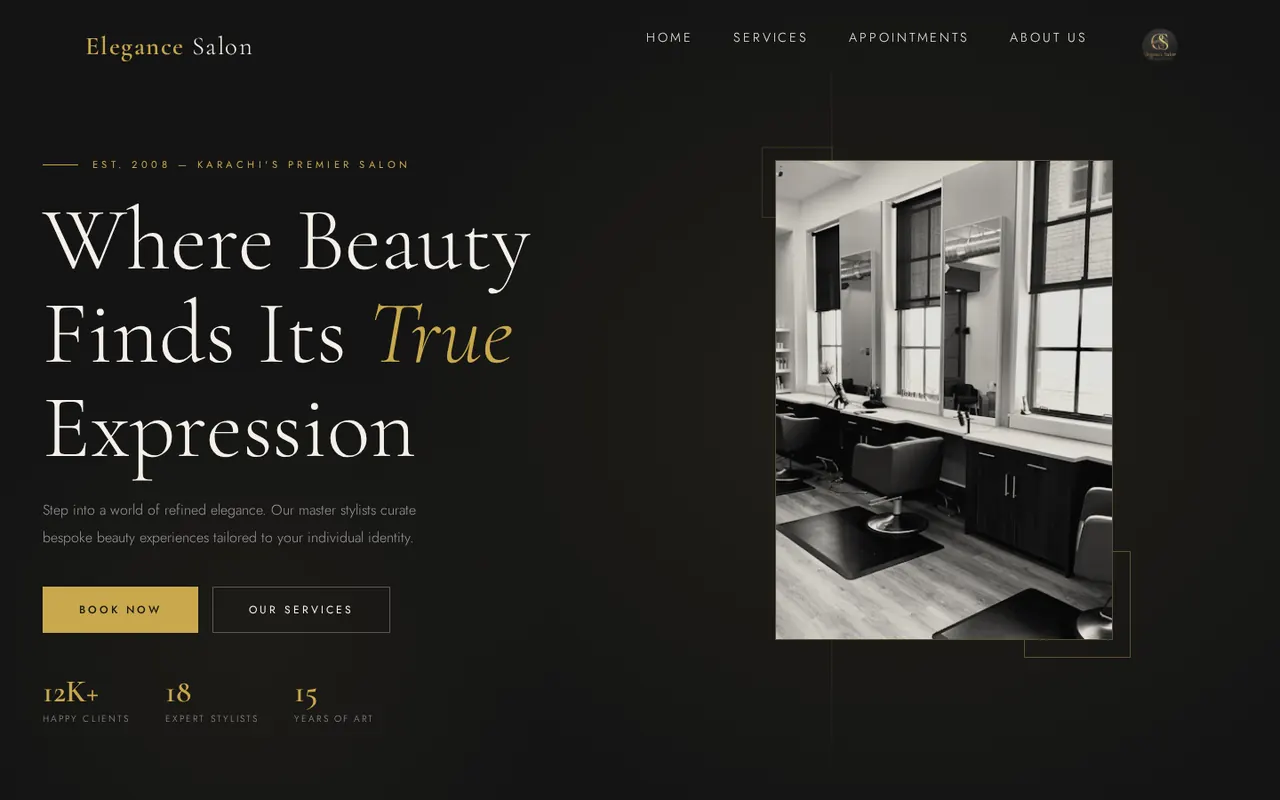 Elegance Salon
HOME SERVICES APPOINTMENTS ABOUT US
EST. 2008 — KARACHI'S PREMIER SALON
Where Beauty
Finds Its True
Expression
Step into a world of refined elegance. Our master stylists curate
bespoke beauty experiences tailored to your individual identity.
BOOK NOW OUR SERVICES
12K+ 18 15
HAPPY CLIENTS EXPERT STYLISTS YEARS OF ART